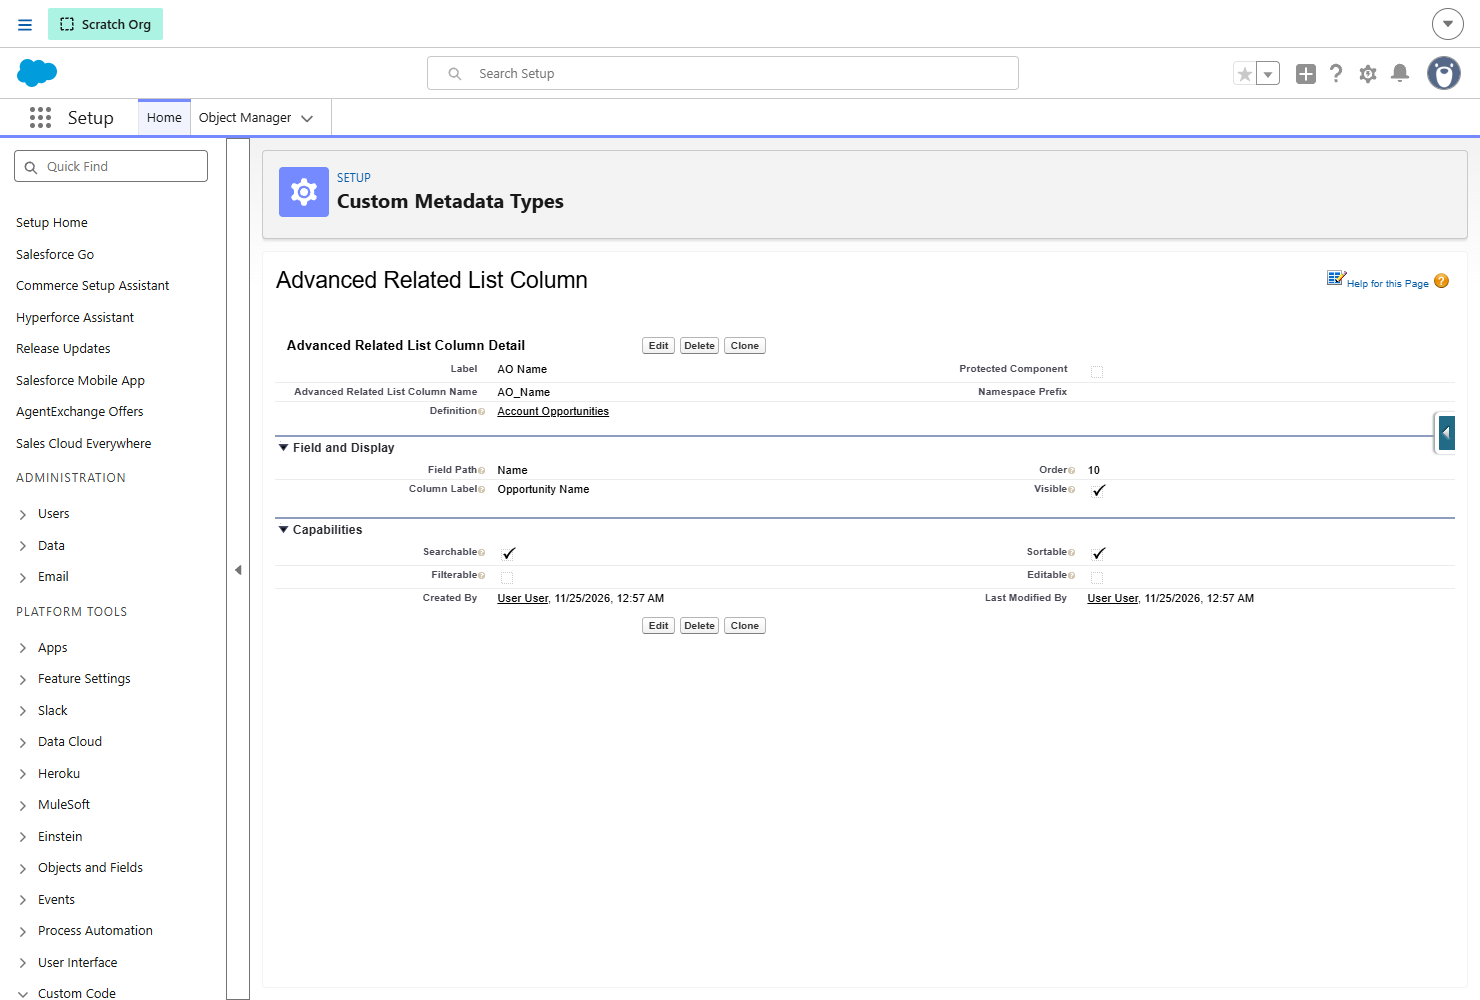 Scratch Org
Search Setup
Setup
Home
Object Manager
Quick Find
Setup Home
Salesforce Go
Commerce Setup Assistant
Hyperforce Assistant
Release Updates
Salesforce Mobile App
AgentExchange Offers
Sales Cloud Everywhere
ADMINISTRATION
Users
Data
Email
PLATFORM TOOLS
Apps
Feature Settings
Slack
Data Cloud
Heroku
MuleSoft
Einstein
Objects and Fields
Events
Process Automation
User Interface
Custom Code
SETUP
Custom Metadata Types
Advanced Related List Column
Help for this Page
Advanced Related List Column Detail
Edit Delete Clone
Label AO Name Protected Component
Advanced Related List Column Name AO_Name Namespace Prefix
Definition Account Opportunities
Field and Display
Field Path Name Order 10
Column Label Opportunity Name Visible
Capabilities
Searchable Sortable
Filterable Editable
Created By User User, 11/25/2026, 12:57 AM Last Modified By User User, 11/25/2026, 12:57 AM
Edit Delete Clone